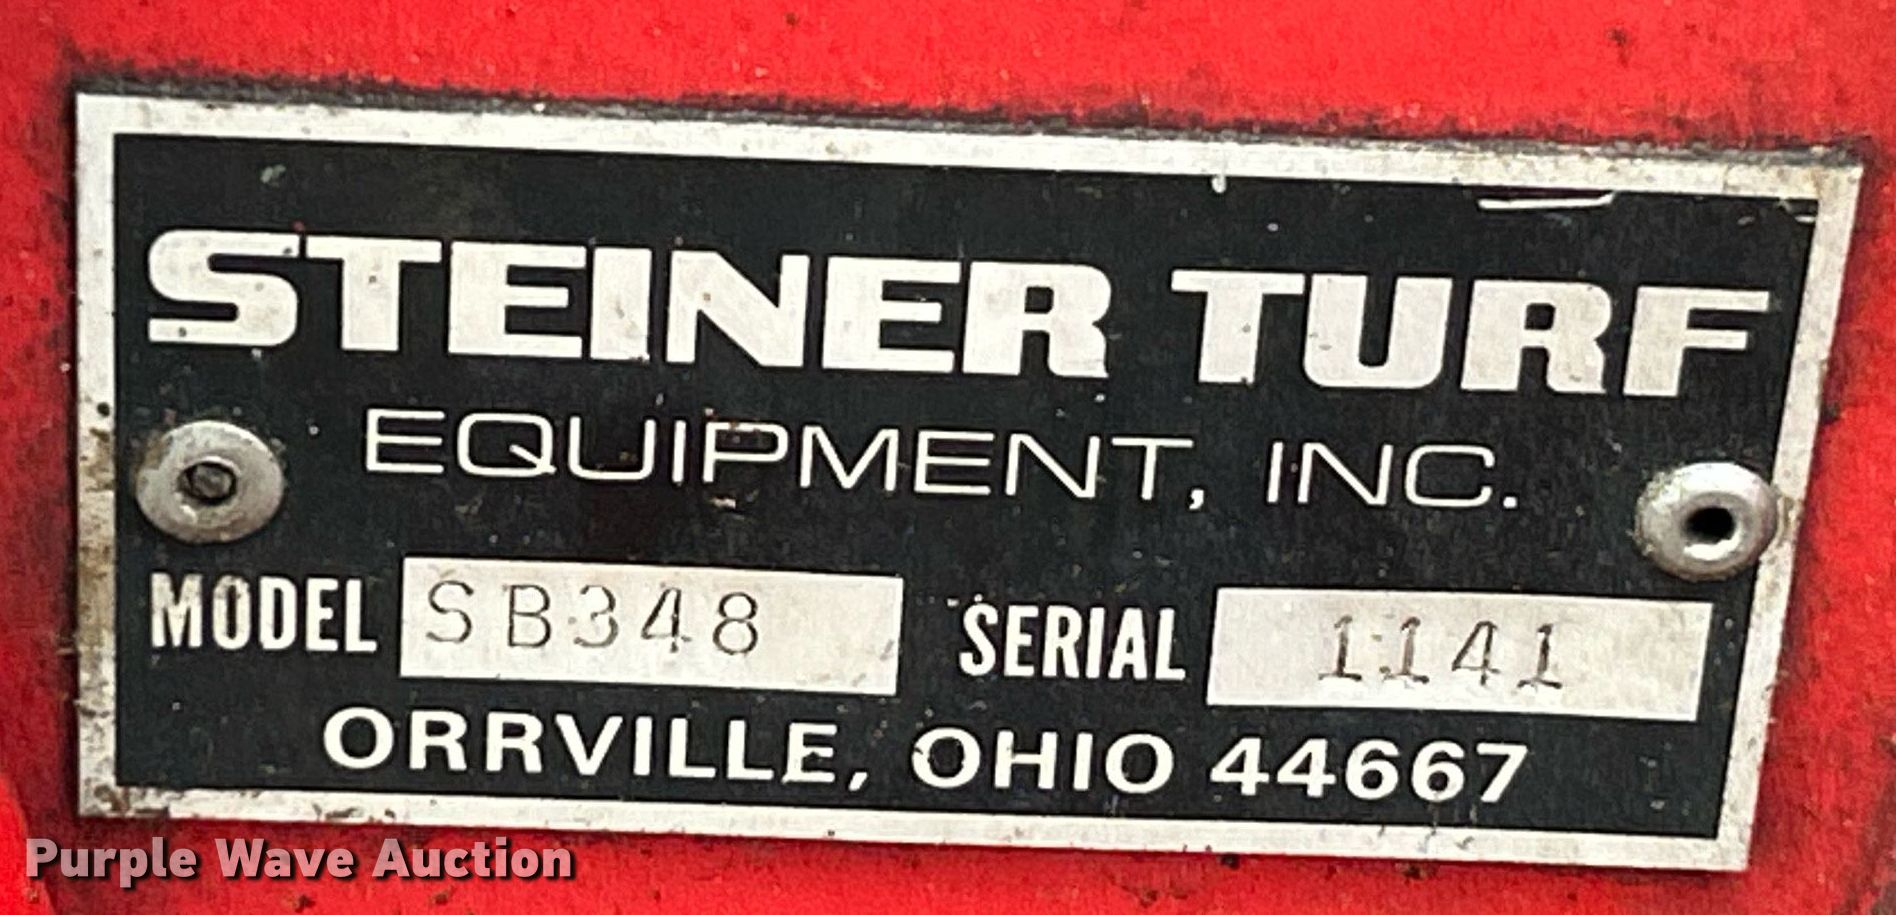 STEINER TURF
EQUIPMENT, INC.
MODEL SB348 SERIAL 1141
ORRVILLE, OHIO 44667
Purple Wave Auction